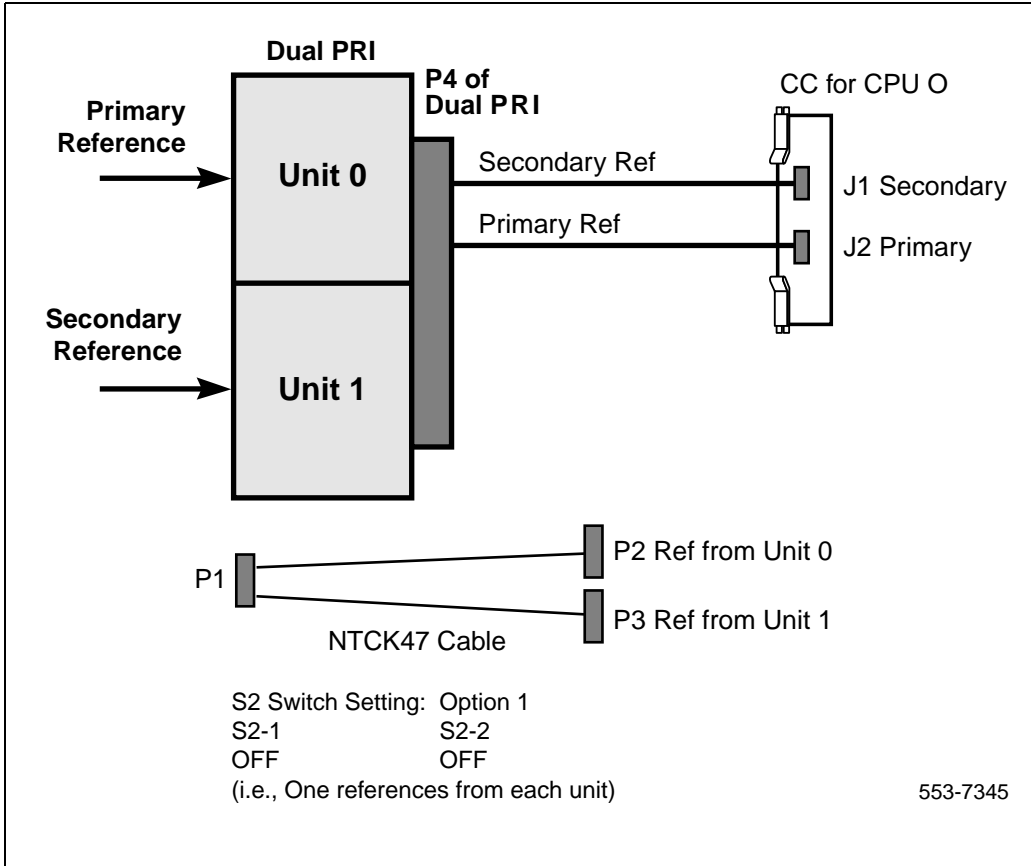 Dual PRI
P4 of
Dual PRI
CC for CPU O
Primary
Reference
Unit 0
Secondary Ref
J1 Secondary
Primary Ref
J2 Primary
Secondary
Reference
Unit 1
P1
P2 Ref from Unit 0
P3 Ref from Unit 1
NTCK47 Cable
S2 Switch Setting: Option 1
S2-1 S2-2
OFF OFF
(i.e., One references from each unit)
553-7345